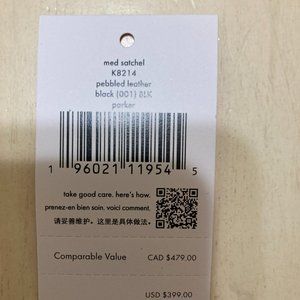 med satchel
K8214
pebbled leather
black (001) BLK
parker
1 96021 11954 5
take good care. here's how.
prenez-en bien soin. voici comment.
请妥善维护。这里是具体做法。
Comparable Value CAD $479.00
USD $399.00